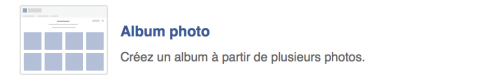 Album photo
Créez un album à partir de plusieurs photos.